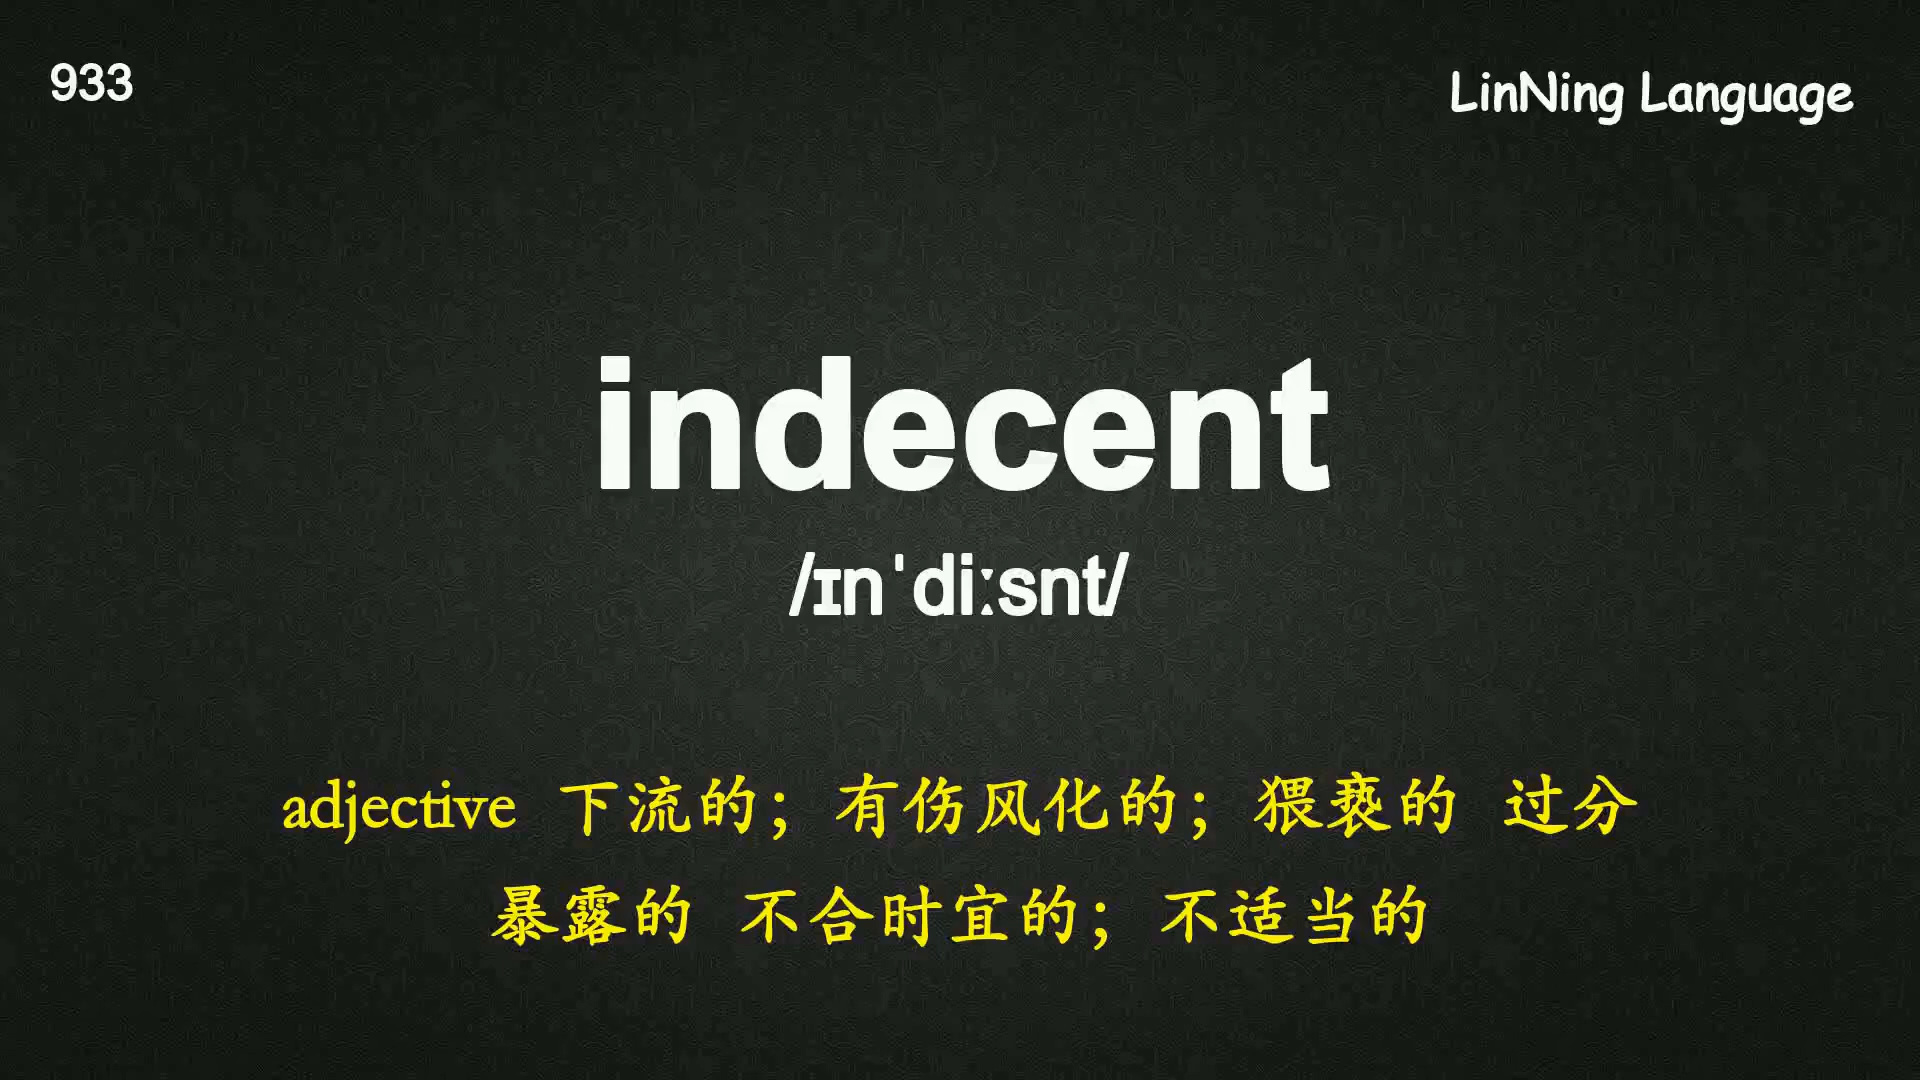 933
LinNing Language
indecent
/ɪnˈdiːsnt/
adjective 下流的；有伤风化的；猥亵的 过分
暴露的 不合时宜的；不适当的